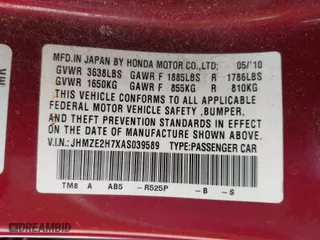 MFD.IN JAPAN BY HONDA MOTOR CO.,LTD; 05/'10
GVWR 3638LBS GAWR F 1885LBS R 1786LBS
GVWR 1650KG GAWR F 855KG R 810KG
THIS VEHICLE CONFORMS TO ALL APPLICABLE
FEDERAL MOTOR VEHICLE SAFETY ,BUMPER,
AND THEFT PREVENTION STANDARDS IN EFFECT
ON THE DATE OF MANUFACTURE SHOWN ABOVE.
V.I.N.: JHMZE2H7XAS039589 TYPE:PASSENGER CAR
TM8 A AB5 - R525P - B - S
DREAMBID